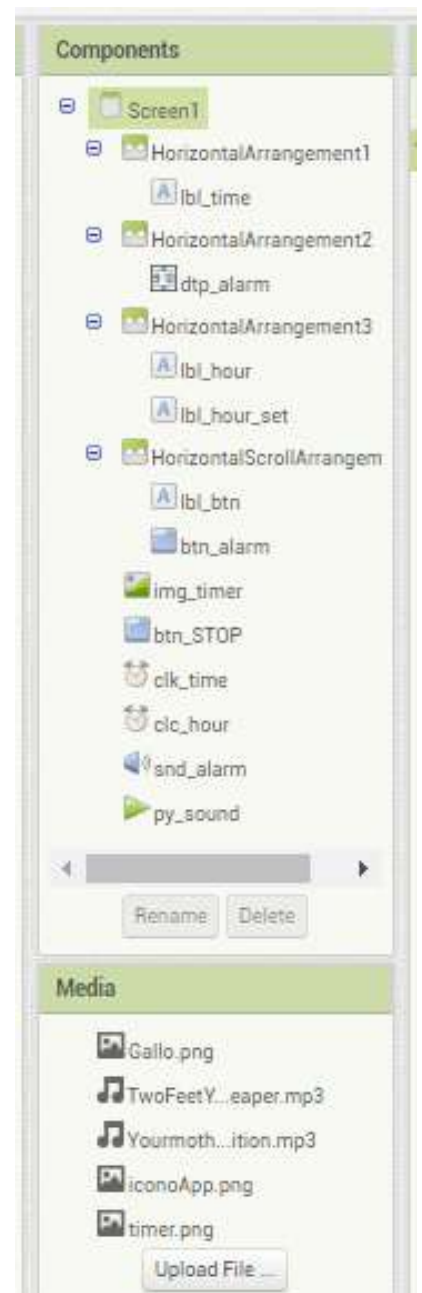 Components
Screen1
HorizontalArrangement1
A lbl_time
HorizontalArrangement2
dtp_alarm
HorizontalArrangement3
A lbl_hour
A lbl_hour_set
HorizontalScrollArrangem
A lbl_btn
btn_alarm
img_timer
btn_STOP
clk_time
clc_hour
snd_alarm
py_sound
Rename Delete
Media
Gallo.png
TwoFeetY...eaper.mp3
Yourmoth...ition.mp3
iconoApp.png
timer.png
Upload File ...